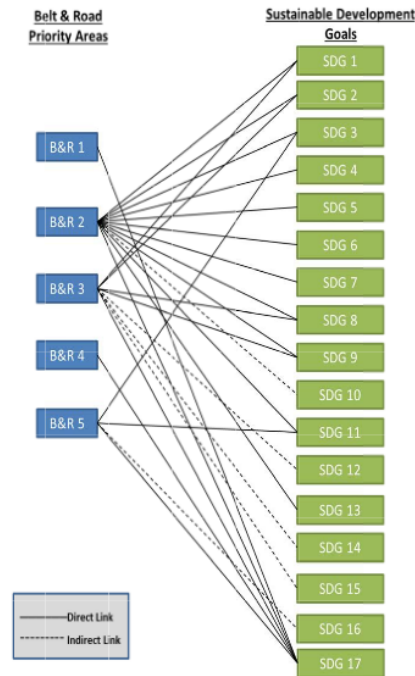 Belt & Road
Priority Areas
Sustainable Development
Goals
B&R 1
B&R 2
B&R 3
B&R 4
B&R 5
SDG 1
SDG 2
SDG 3
SDG 4
SDG 5
SDG 6
SDG 7
SDG 8
SDG 9
SDG 10
SDG 11
SDG 12
SDG 13
SDG 14
SDG 15
SDG 16
SDG 17
Direct Link
Indirect Link